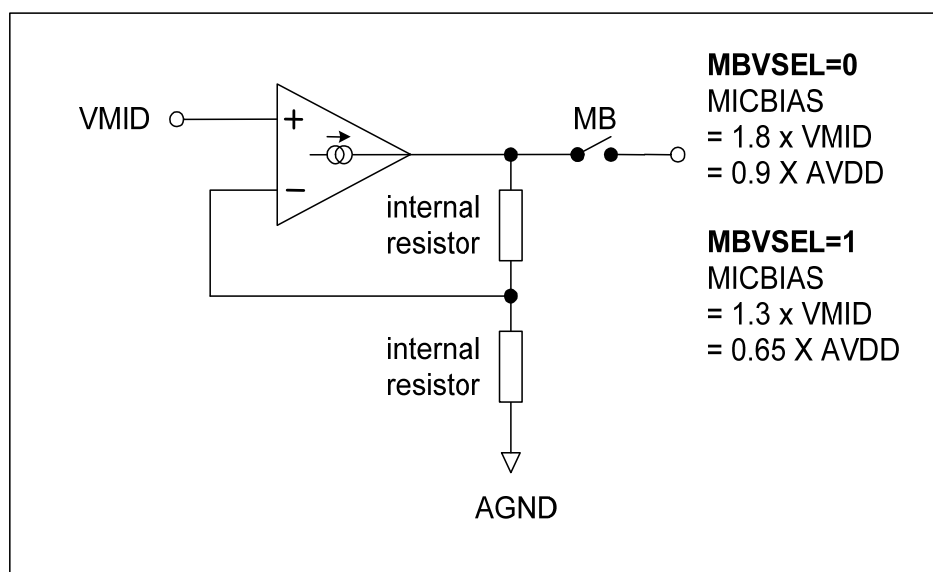 VMID
+
−
MB
internal
resistor
internal
resistor
AGND
MBVSEL=0
MICBIAS
= 1.8 x VMID
= 0.9 X AVDD
MBVSEL=1
MICBIAS
= 1.3 x VMID
= 0.65 X AVDD